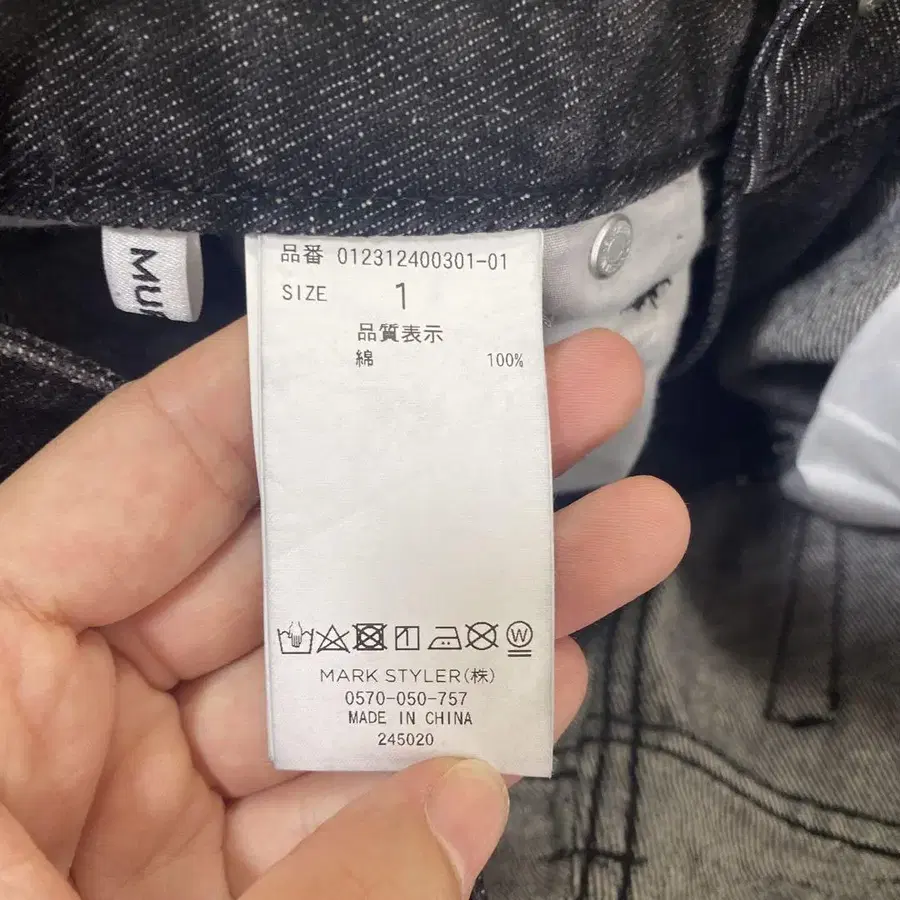 品番 012312400301-01
SIZE 1
品質表示
綿 100%
W
MARK STYLER(株)
0570-050-757
MADE IN CHINA
245020